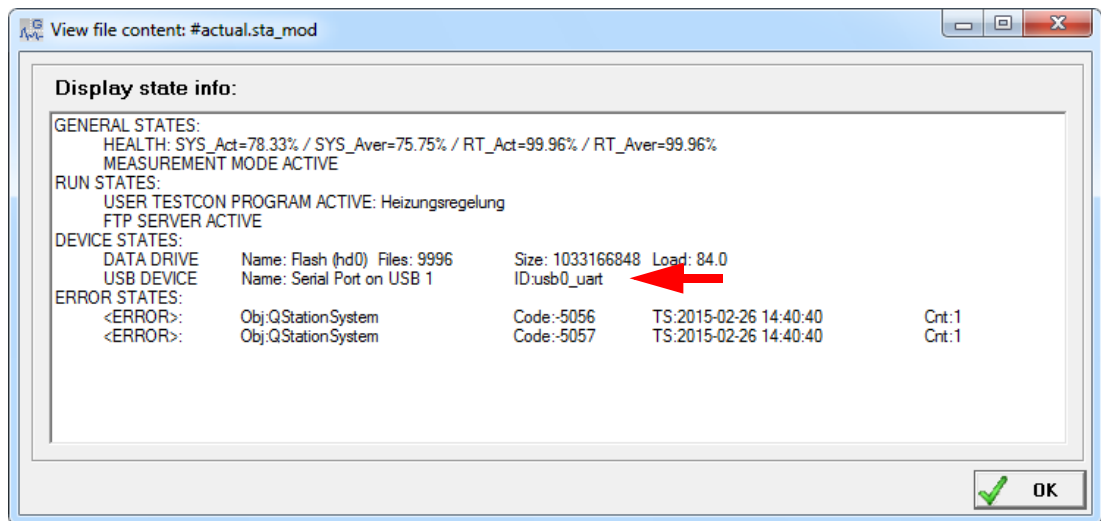 View file content: #actual.sta_mod
Display state info:
GENERAL STATES:
HEALTH: SYS_Act=78.33% / SYS_Aver=75.75% / RT_Act=99.96% / RT_Aver=99.96%
MEASUREMENT MODE ACTIVE
RUN STATES:
USER TESTCON PROGRAM ACTIVE: Heizungsregelung
FTP SERVER ACTIVE
DEVICE STATES:
DATA DRIVE Name: Flash (hd0) Files: 9996 Size: 1033166848 Load: 84.0
USB DEVICE Name: Serial Port on USB 1 ID:usb0_uart
ERROR STATES:
<ERROR>: Obj:QStationSystem Code:-5056 TS:2015-02-26 14:40:40 Cnt:1
<ERROR>: Obj:QStationSystem Code:-5057 TS:2015-02-26 14:40:40 Cnt:1
OK